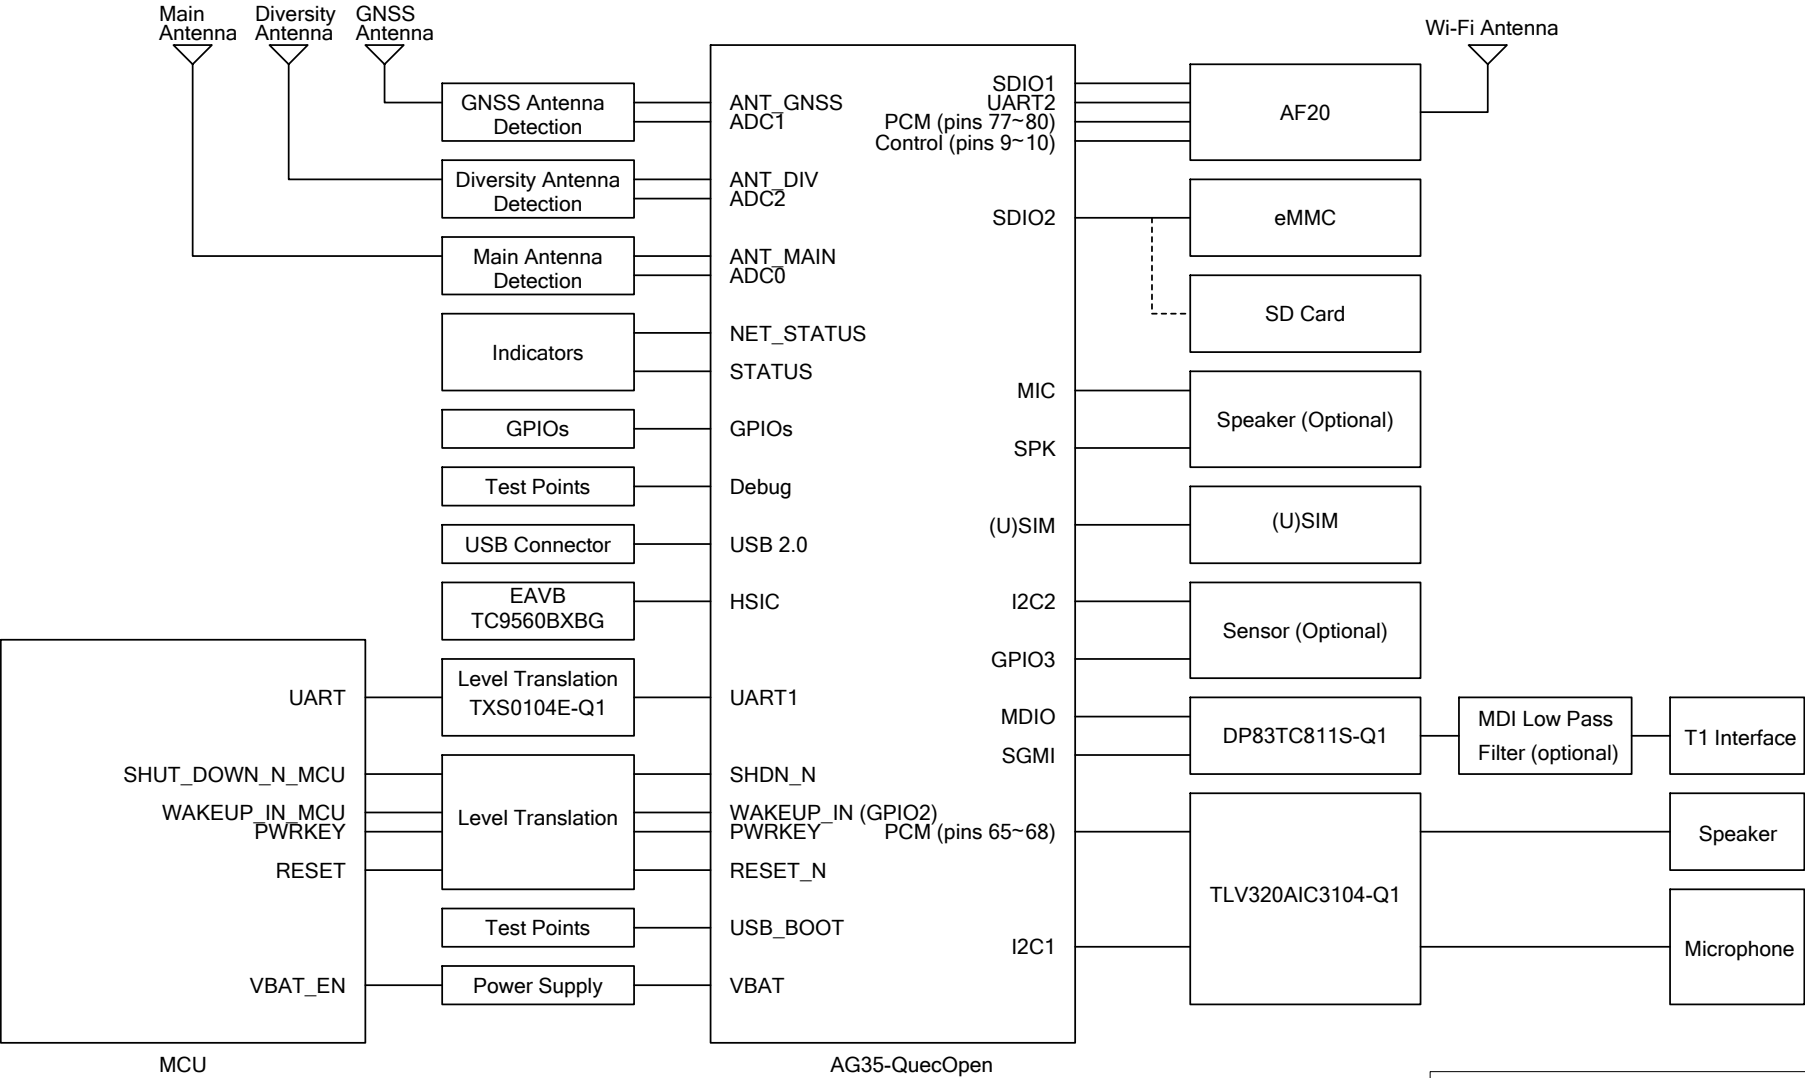 Main
Antenna
Diversity
Antenna
GNSS
Antenna
Wi-Fi Antenna
GNSS Antenna
Detection
ANT_GNSS
ADC1
SDIO1
UART2
PCM (pins 77~80)
Control (pins 9~10)
AF20
Diversity Antenna
Detection
ANT_DIV
ADC2
SDIO2
eMMC
Main Antenna
Detection
ANT_MAIN
ADC0
SD Card
Indicators
NET_STATUS
STATUS
MIC
SPK
Speaker (Optional)
GPIOs
GPIOs
Test Points
Debug
(U)SIM
(U)SIM
USB Connector
USB 2.0
EAVB
TC9560BXBG
HSIC
I2C2
GPIO3
Sensor (Optional)
UART
Level Translation
TXS0104E-Q1
UART1
MDIO
SGMI
DP83TC811S-Q1
MDI Low Pass
Filter (optional)
T1 Interface
SHUT_DOWN_N_MCU
WAKEUP_IN_MCU
PWRKEY
RESET
Level Translation
SHDN_N
WAKEUP_IN (GPIO2)
PWRKEY
RESET_N
PCM (pins 65~68)
I2C1
TLV320AIC3104-Q1
Speaker
Microphone
Test Points
USB_BOOT
VBAT_EN
Power Supply
VBAT
MCU
AG35-QuecOpen